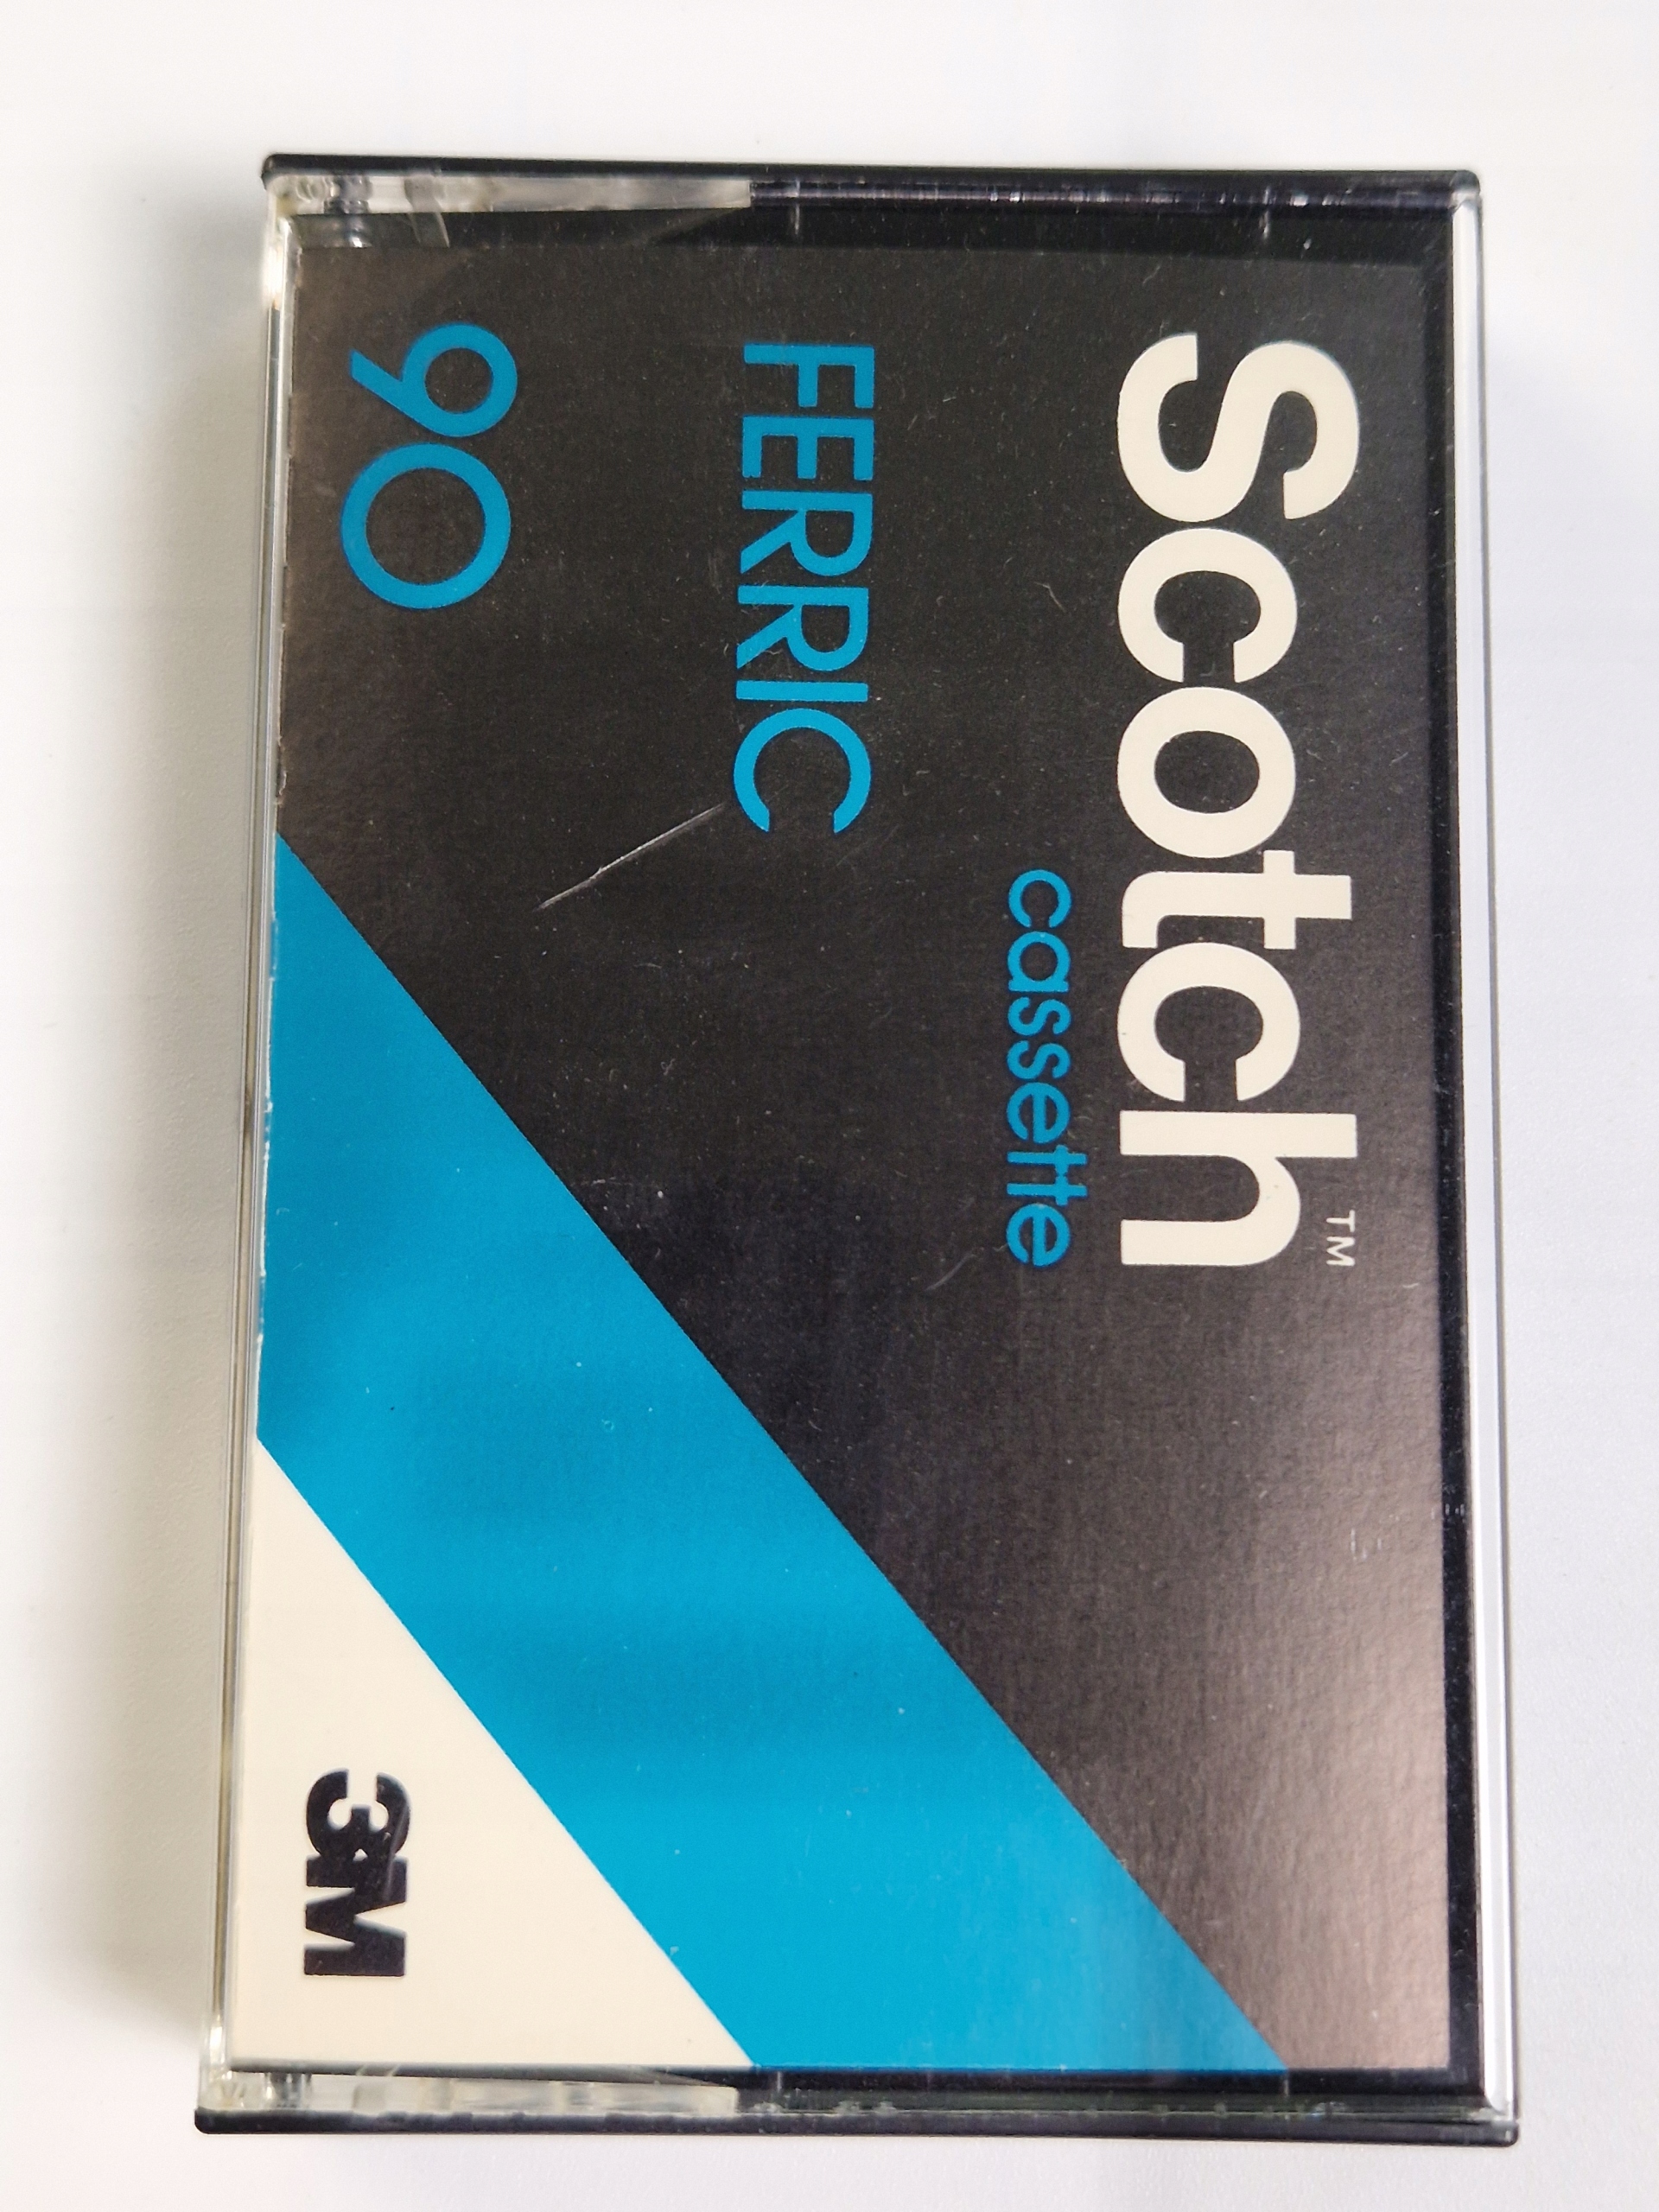 Scotch™
cassette
FERRIC
90
3M